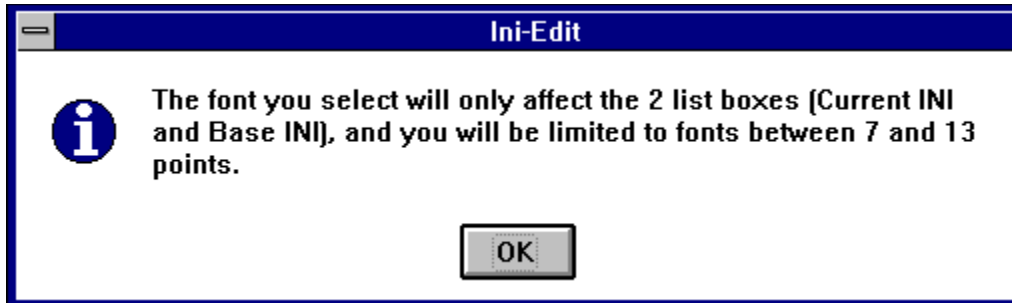 Ini-Edit
The font you select will only affect the 2 list boxes (Current INI
and Base INI), and you will be limited to fonts between 7 and 13
points.
OK